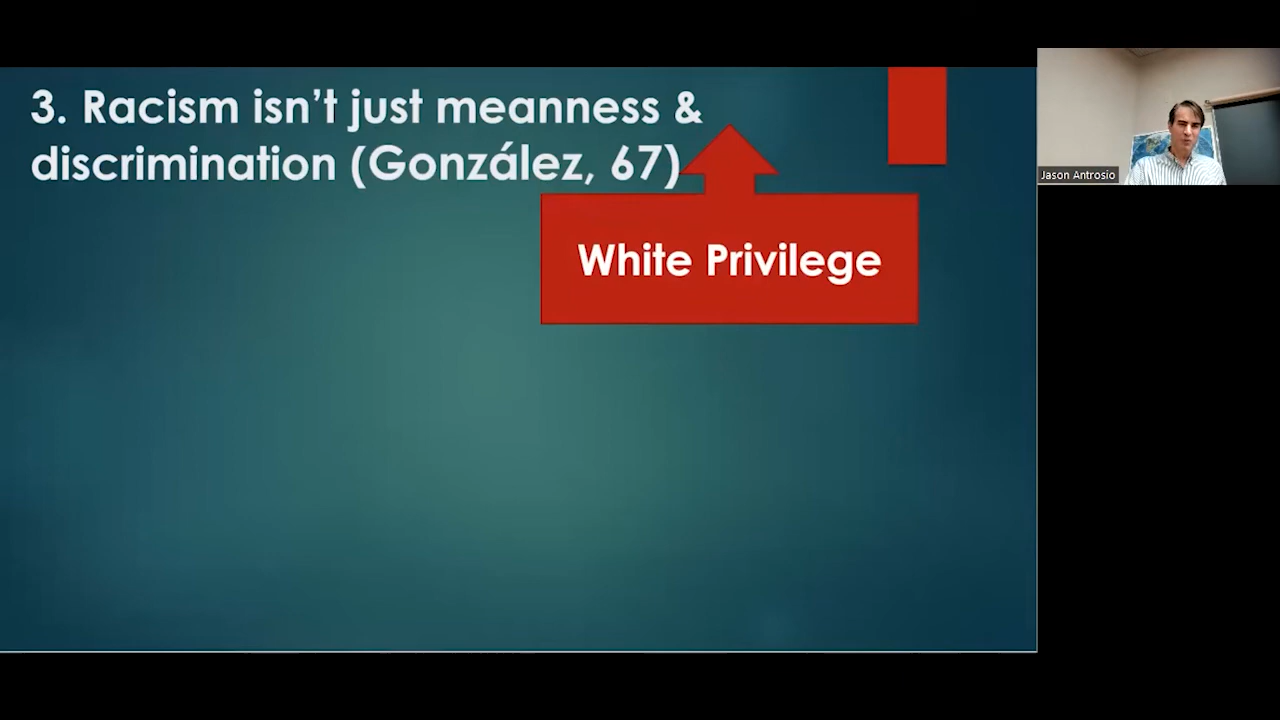 3. Racism isn’t just meanness &
discrimination (González, 67)
White Privilege
Jason Antrosio